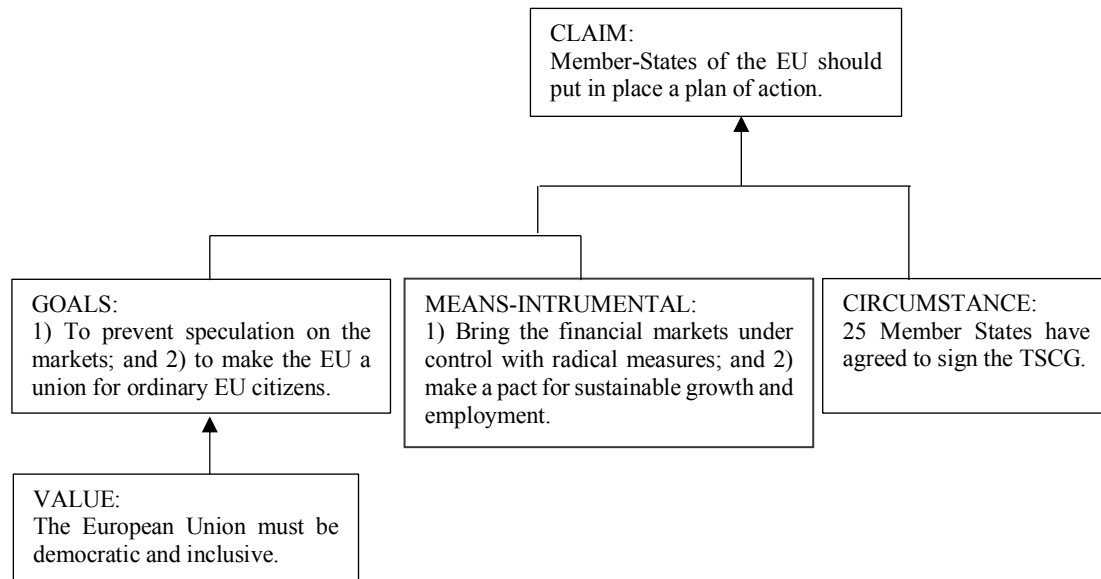 CLAIM:
Member-States of the EU should
put in place a plan of action.
GOALS:
1) To prevent speculation on the
markets; and 2) to make the EU a
union for ordinary EU citizens.
MEANS-INTRUMENTAL:
1) Bring the financial markets under
control with radical measures; and 2)
make a pact for sustainable growth and
employment.
CIRCUMSTANCE:
25 Member States have
agreed to sign the TSCG.
VALUE:
The European Union must be
democratic and inclusive.